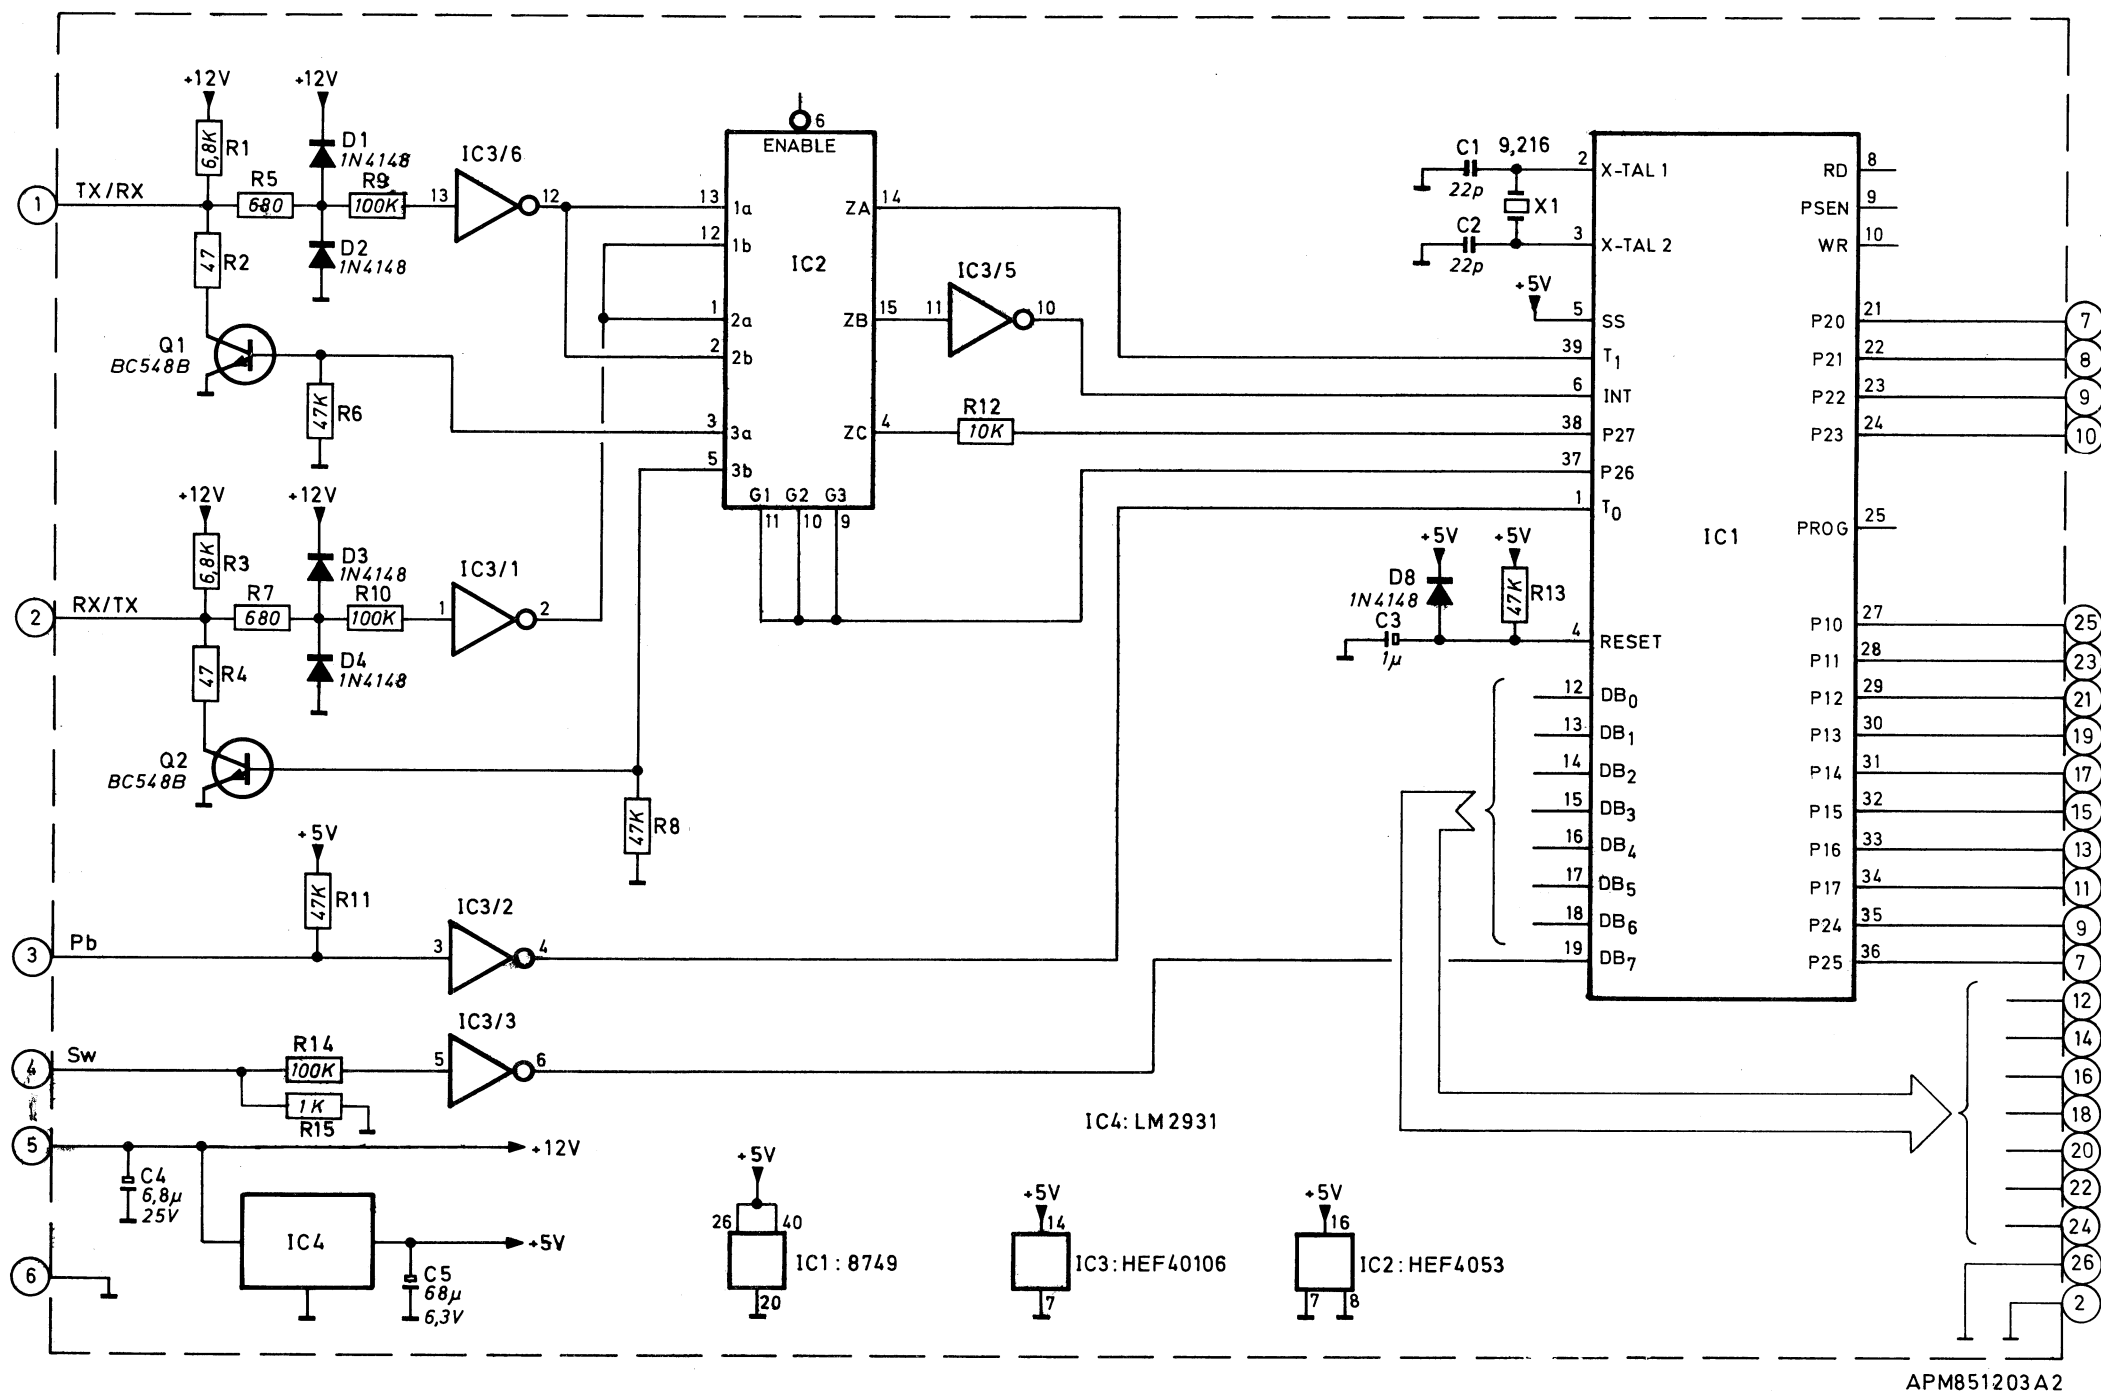 +12V
+12V
6,8K
R1
D1
1N4148
R5
680
R9
100K
IC3/6
13
12
1
TX/RX
47
R2
D2
1N4148
Q1
BC548B
47K
R6
6
ENABLE
13
1a
12
1b
1
2a
2
2b
3
3a
5
3b
IC2
ZA
14
ZB
15
ZC
4
G1
G2
G3
11
10
9
IC3/5
11
10
R12
10K
C1
22p
9,216
X1
C2
22p
+5V
2
X-TAL 1
3
X-TAL 2
5
SS
39
T1
6
INT
38
P27
37
P26
1
T0
IC1
RD
8
PSEN
9
WR
10
P20
21
7
P21
22
8
P22
23
9
P23
24
10
PROG
25
+12V
+12V
6,8K
R3
D3
1N4148
R7
680
R10
100K
IC3/1
1
2
2
RX/TX
47
R4
D4
1N4148
Q2
BC548B
47K
R8
+5V
+5V
D8
1N4148
47K
R13
C3
1µ
4
RESET
12
DB0
13
DB1
14
DB2
15
DB3
16
DB4
17
DB5
18
DB6
19
DB7
P10
27
25
P11
28
23
P12
29
21
P13
30
19
P14
31
17
P15
32
15
P16
33
13
P17
34
11
P24
35
9
P25
36
7
12
14
16
18
20
22
24
26
2
+5V
47K
R11
3
Pb
IC3/2
3
4
4
Sw
R14
100K
IC3/3
5
6
1K
R15
5
+12V
C4
6,8µ
25V
IC4
+5V
C5
68µ
6,3V
6
IC4: LM2931
+5V
26
40
IC1: 8749
20
+5V
14
IC3: HEF40106
7
+5V
16
IC2: HEF4053
7
8
APM851203A2